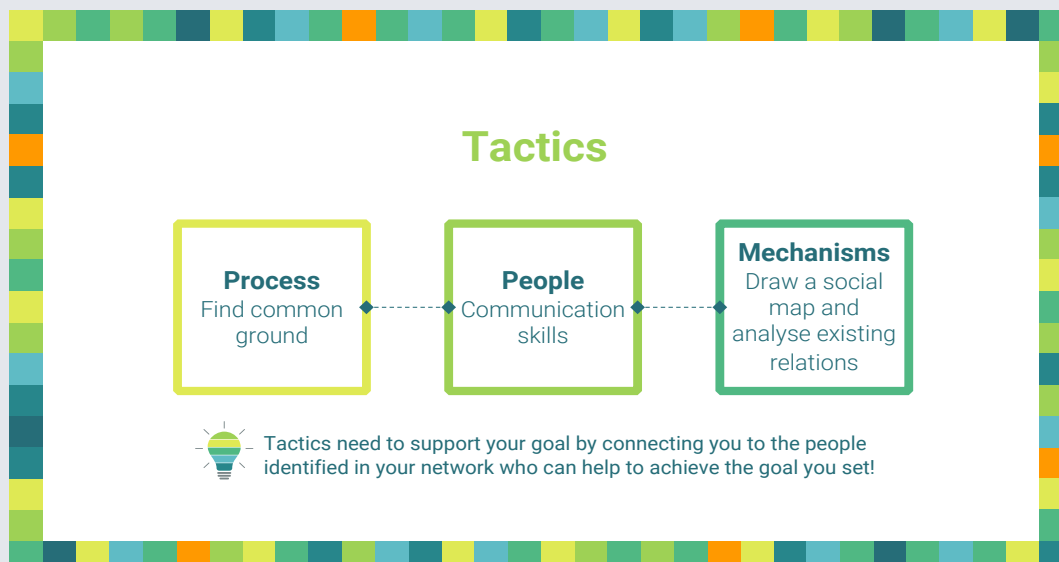 Tactics
Process
Find common
ground
People
Communication
skills
Mechanisms
Draw a social
map and
analyse existing
relations
Tactics need to support your goal by connecting you to the people
identified in your network who can help to achieve the goal you set!